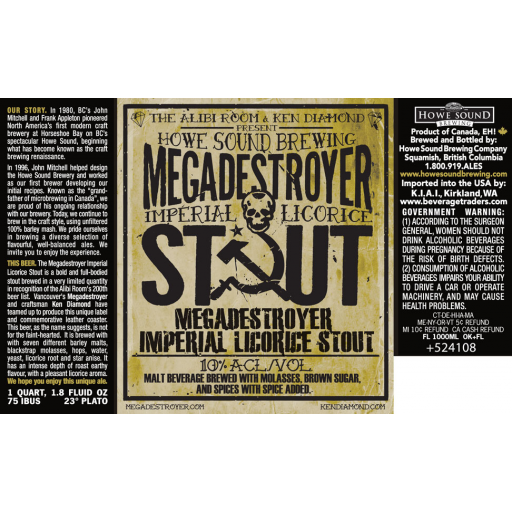 OUR STORY. In 1980, BC's John
Mitchell and Frank Appleton pioneered
North America's first modern craft
brewery at Horseshoe Bay on BC's
spectacular Howe Sound, beginning
what has become known as the craft
brewing renaissance.
In 1996, John Mitchell helped design
the Howe Sound Brewery and worked
as our first brewer developing our
initial recipes. Known as the "grand-
father of microbrewing in Canada", we
are proud of his ongoing relationship
with our brewery. Today, we continue to
brew in the craft style, using unfiltered
100% barley mash. We pride ourselves
in brewing a diverse selection of
flavourful, well-balanced ales. We
invite you to enjoy the experience.
THIS BEER. The Megadestroyer Imperial
Licorice Stout is a bold and full-bodied
stout brewed in a very limited quantity
in recognition of the Alibi Room's 200th
beer list. Vancouver's Megadestroyer
and craftsman Ken Diamond have
teamed up to produce this unique label
and commemorative leather coaster.
This beer, as the name suggests, is not
for the faint-hearted. It is brewed with
with seven different barley malts,
blackstrap molasses, hops, water,
yeast, licorice root and star anise. It
has an intense depth of roast earthy
flavour, with a pleasant licorice aroma.
We hope you enjoy this unique ale.
1 QUART, 1.8 FLUID OZ
75 IBUS 23° PLATO
THE ALIBI ROOM & KEN DIAMOND
PRESENT
HOWE SOUND BREWING
MEGADESTROYER
IMPERIAL LICORICE
STOUT
MEGADESTROYER
IMPERIAL LICORICE STOUT
10% ALC/VOL
MALT BEVERAGE BREWED WITH MOLASSES, BROWN SUGAR,
AND SPICES WITH SPICE ADDED.
MEGADESTROYER.COM KENDIAMOND.COM
HOWE SOUND
BREWING
Product of Canada, EH!
Brewed and Bottled by:
Howe Sound Brewing Company
Squamish, British Columbia
1.800.919.ALES
www.howesoundbrewing.com
Imported into the USA by:
K.I.A.I., Kirkland, WA
www.beveragetraders.com
GOVERNMENT WARNING:
(1) ACCORDING TO THE SURGEON
GENERAL, WOMEN SHOULD NOT
DRINK ALCOHOLIC BEVERAGES
DURING PREGNANCY BECAUSE OF
THE RISK OF BIRTH DEFECTS.
(2) CONSUMPTION OF ALCOHOLIC
BEVERAGES IMPAIRS YOUR ABILITY
TO DRIVE A CAR OR OPERATE
MACHINERY, AND MAY CAUSE
HEALTH PROBLEMS.
CT-DE-HI-IA-MA
ME-NY-OR-VT 5¢ REFUND
MI 10¢ REFUND CA CASH REFUND
FL 1000ML OK+FL
+524108